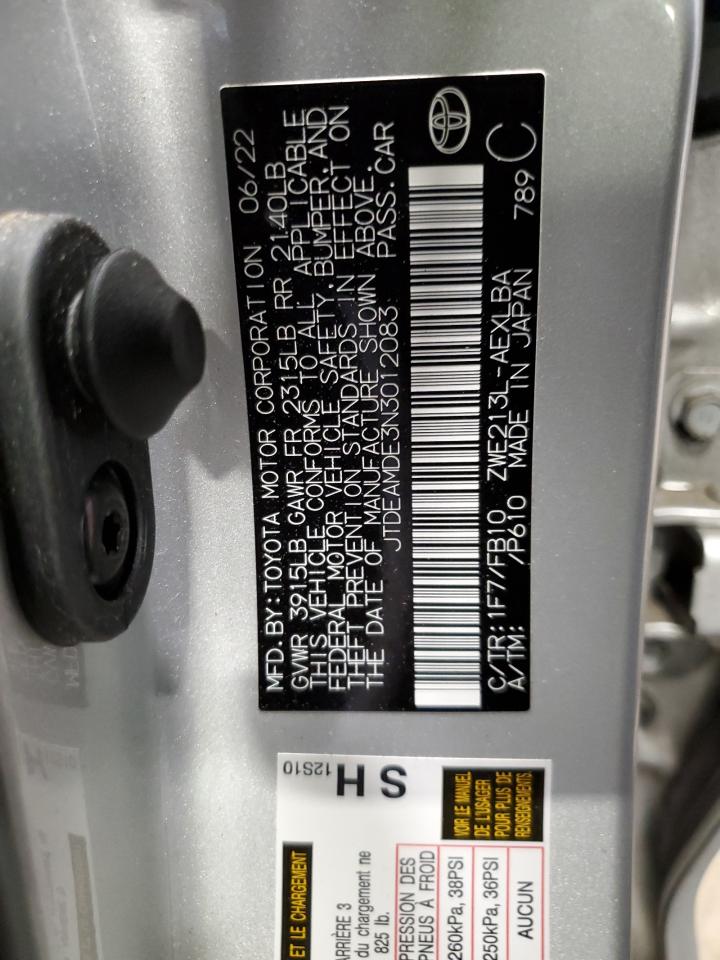 MFD. BY: TOYOTA MOTOR CORPORATION 06/22
GVWR 3915LB GAWR FR 2315LB RR 2140LB
THIS VEHICLE CONFORMS TO ALL APPLICABLE
FEDERAL MOTOR VEHICLE SAFETY, BUMPER, AND
THEFT PREVENTION STANDARDS IN EFFECT ON
THE DATE OF MANUFACTURE SHOWN ABOVE.
JTDEAMDE3N3012083 PASS. CAR
C/TR: 1F7/FB10 ZWE213L-AEXLBA 789
A/TM: /P610 MADE IN JAPAN C
12S10
S H
VOIR LE MANUEL
DE L'USAGER
POUR PLUS DE
RENSEIGNEMENTS.
ET LE CHARGEMENT
ARRIÈRE 3
du chargement ne
825 lb.
PRESSION DES
PNEUS À FROID
260kPa, 38PSI
250kPa, 36PSI
AUCUN